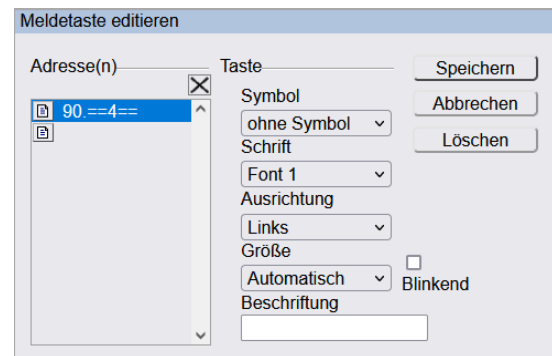 Meldetaste editieren
Adresse(n)
90.==4==
Taste
Symbol
ohne Symbol
Schrift
Font 1
Ausrichtung
Links
Größe
Automatisch
Blinkend
Beschriftung
Speichern
Abbrechen
Löschen